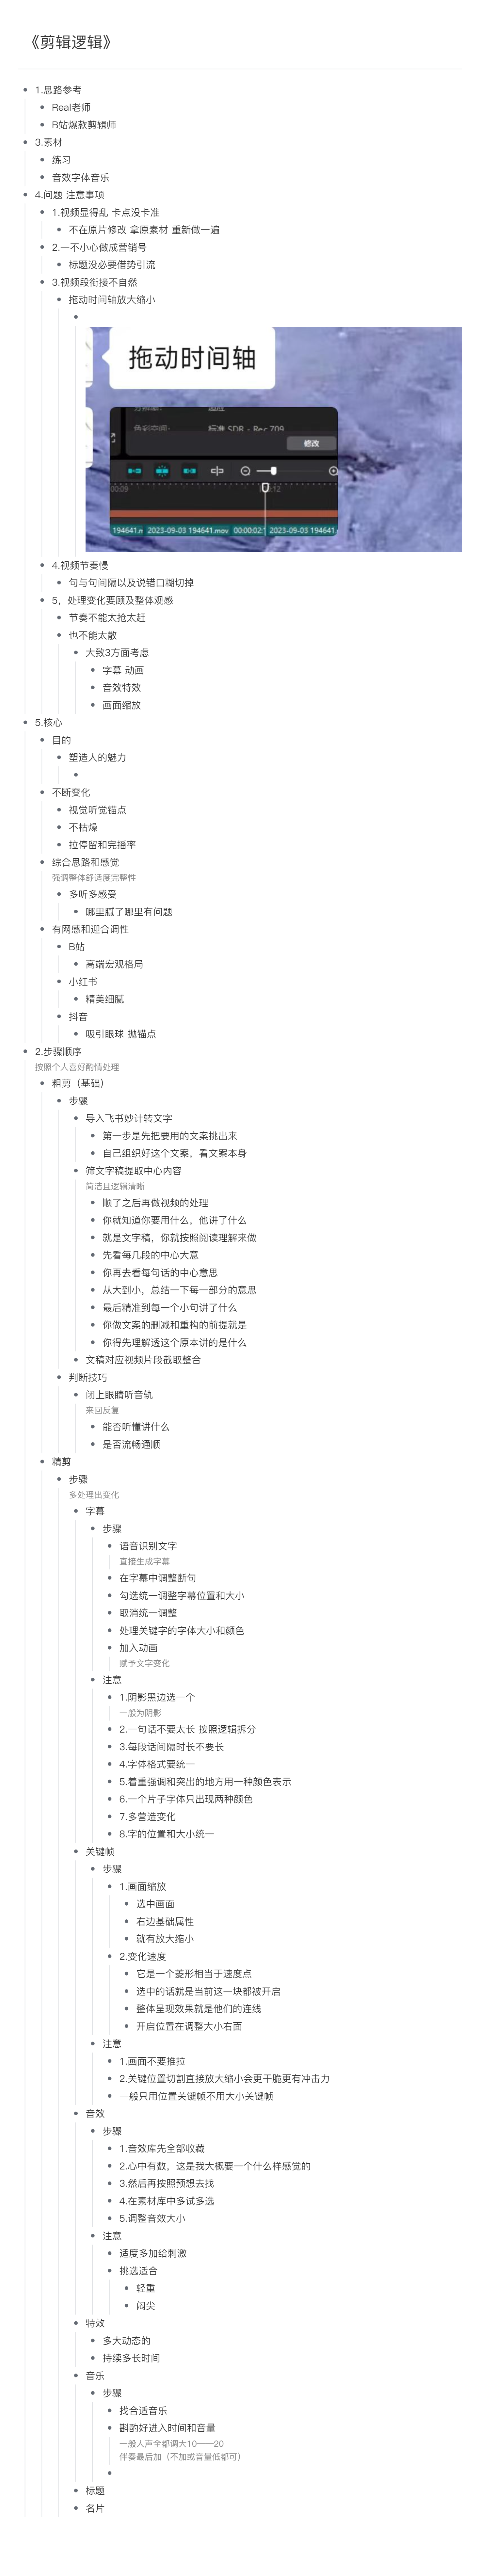 《剪辑逻辑》
1.思路参考
Real老师
B站爆款剪辑师
3.素材
练习
音效字体音乐
4.问题 注意事项
1.视频显得乱 卡点没卡准
不在原片修改 拿原素材 重新做一遍
2.一不小心做成营销号
标题没必要借势引流
3.视频段衔接不自然
拖动时间轴放大缩小
拖动时间轴
标准 SDR - Rec.709
修改
00:09
194641.m 2023-09-03 194641.mov 00:00:02: 2023-09-03 194641
4.视频节奏慢
句与句间隔以及说错口糊切掉
5，处理变化要顾及整体观感
节奏不能太抢太赶
也不能太散
大致3方面考虑
字幕 动画
音效特效
画面缩放
5.核心
目的
塑造人的魅力
不断变化
视觉听觉锚点
不枯燥
拉停留和完播率
综合思路和感觉
强调整体舒适度完整性
多听多感受
哪里腻了哪里有问题
有网感和迎合调性
B站
高端宏观格局
小红书
精美细腻
抖音
吸引眼球 抛锚点
2.步骤顺序
按照个人喜好酌情处理
粗剪（基础）
步骤
导入飞书妙计转文字
第一步是先把要用的文案挑出来
自己组织好这个文案，看文案本身
筛文字稿提取中心内容
简洁且逻辑清晰
顺了之后再做视频的处理
你就知道你要用什么，他讲了什么
就是文字稿，你就按照阅读理解来做
先看每几段的中心大意
你再去看每句话的中心意思
从大到小，总结一下每一部分的意思
最后精准到每一个小句讲了什么
你做文案的删减和重构的前提就是
你得先理解透这个原本讲的是什么
文稿对应视频片段截取整合
判断技巧
闭上眼睛听音轨
来回反复
能否听懂讲什么
是否流畅通顺
精剪
步骤
多处理出变化
字幕
步骤
语音识别文字
直接生成字幕
在字幕中调整断句
勾选统一调整字幕位置和大小
取消统一调整
处理关键字的字体大小和颜色
加入动画
赋予文字变化
注意
1.阴影黑边选一个
一般为阴影
2.一句话不要太长 按照逻辑拆分
3.每段话间隔时长不要长
4.字体格式要统一
5.着重强调和突出的地方用一种颜色表示
6.一个片子字体只出现两种颜色
7.多营造变化
8.字的位置和大小统一
关键帧
步骤
1.画面缩放
选中画面
右边基础属性
就有放大缩小
2.变化速度
它是一个菱形相当于速度点
选中的话就是当前这一块都被开启
整体呈现效果就是他们的连线
开启位置在调整大小右面
注意
1.画面不要推拉
2.关键位置切割直接放大缩小会更干脆更有冲击力
一般只用位置关键帧不用大小关键帧
音效
步骤
1.音效库先全部收藏
2.心中有数，这是我大概要一个什么样感觉的
3.然后再按照预想去找
4.在素材库中多试多选
5.调整音效大小
注意
适度多加给刺激
挑选适合
轻重
闷尖
特效
多大动态的
持续多长时间
音乐
步骤
找合适音乐
斟酌好进入时间和音量
一般人声全都调大10——20
伴奏最后加（不加或音量低都可）
标题
名片